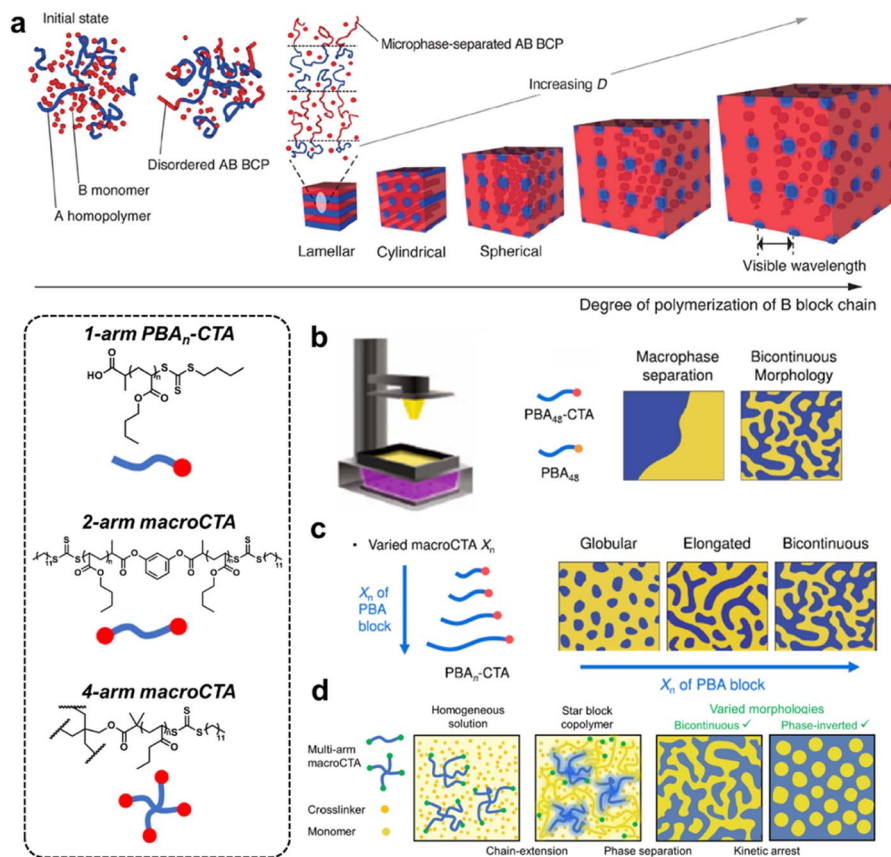 a
Initial state
Microphase-separated AB BCP
Increasing D
Disordered AB BCP
B monomer
A homopolymer
Lamellar
Cylindrical
Spherical
Visible wavelength
Degree of polymerization of B block chain
1-arm PBAn-CTA
HO
O
O
O
n
S
S
S
2-arm macroCTA
S
S
S
n
O
O
O
O
O
O
n
S
S
S
11
11
4-arm macroCTA
O
O
n
S
S
S
O
11
b
PBA48-CTA
PBA48
Macrophase
separation
Bicontinuous
Morphology
c
• Varied macroCTA Xn
Xn of
PBA
block
PBAn-CTA
Globular
Elongated
Bicontinuous
Xn of PBA block
d
Homogeneous
solution
Star block
copolymer
Varied morphologies
Bicontinuous ✓
Phase-inverted ✓
Multi-arm
macroCTA
Crosslinker
Monomer
Chain-extension
Phase separation
Kinetic arrest